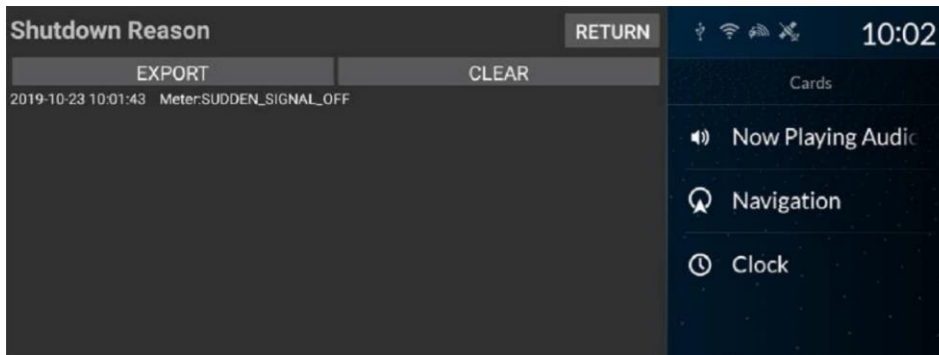 Shutdown Reason
RETURN
EXPORT
CLEAR
2019-10-23 10:01:43 Meter:SUDDEN_SIGNAL_OFF
10:02
Cards
Now Playing Audio
Navigation
Clock